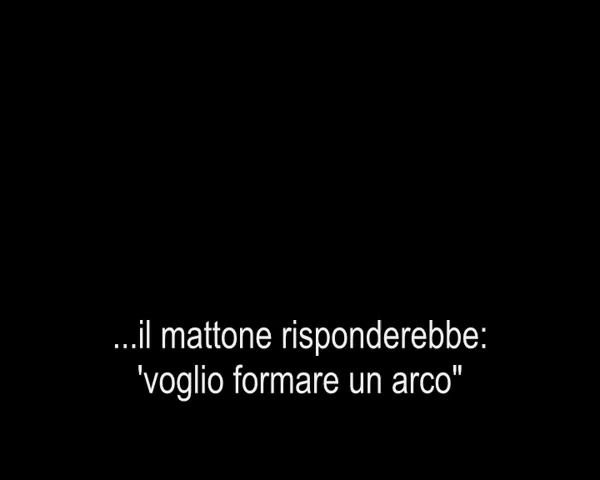 ...il mattone risponderebbe:
'voglio formare un arco"